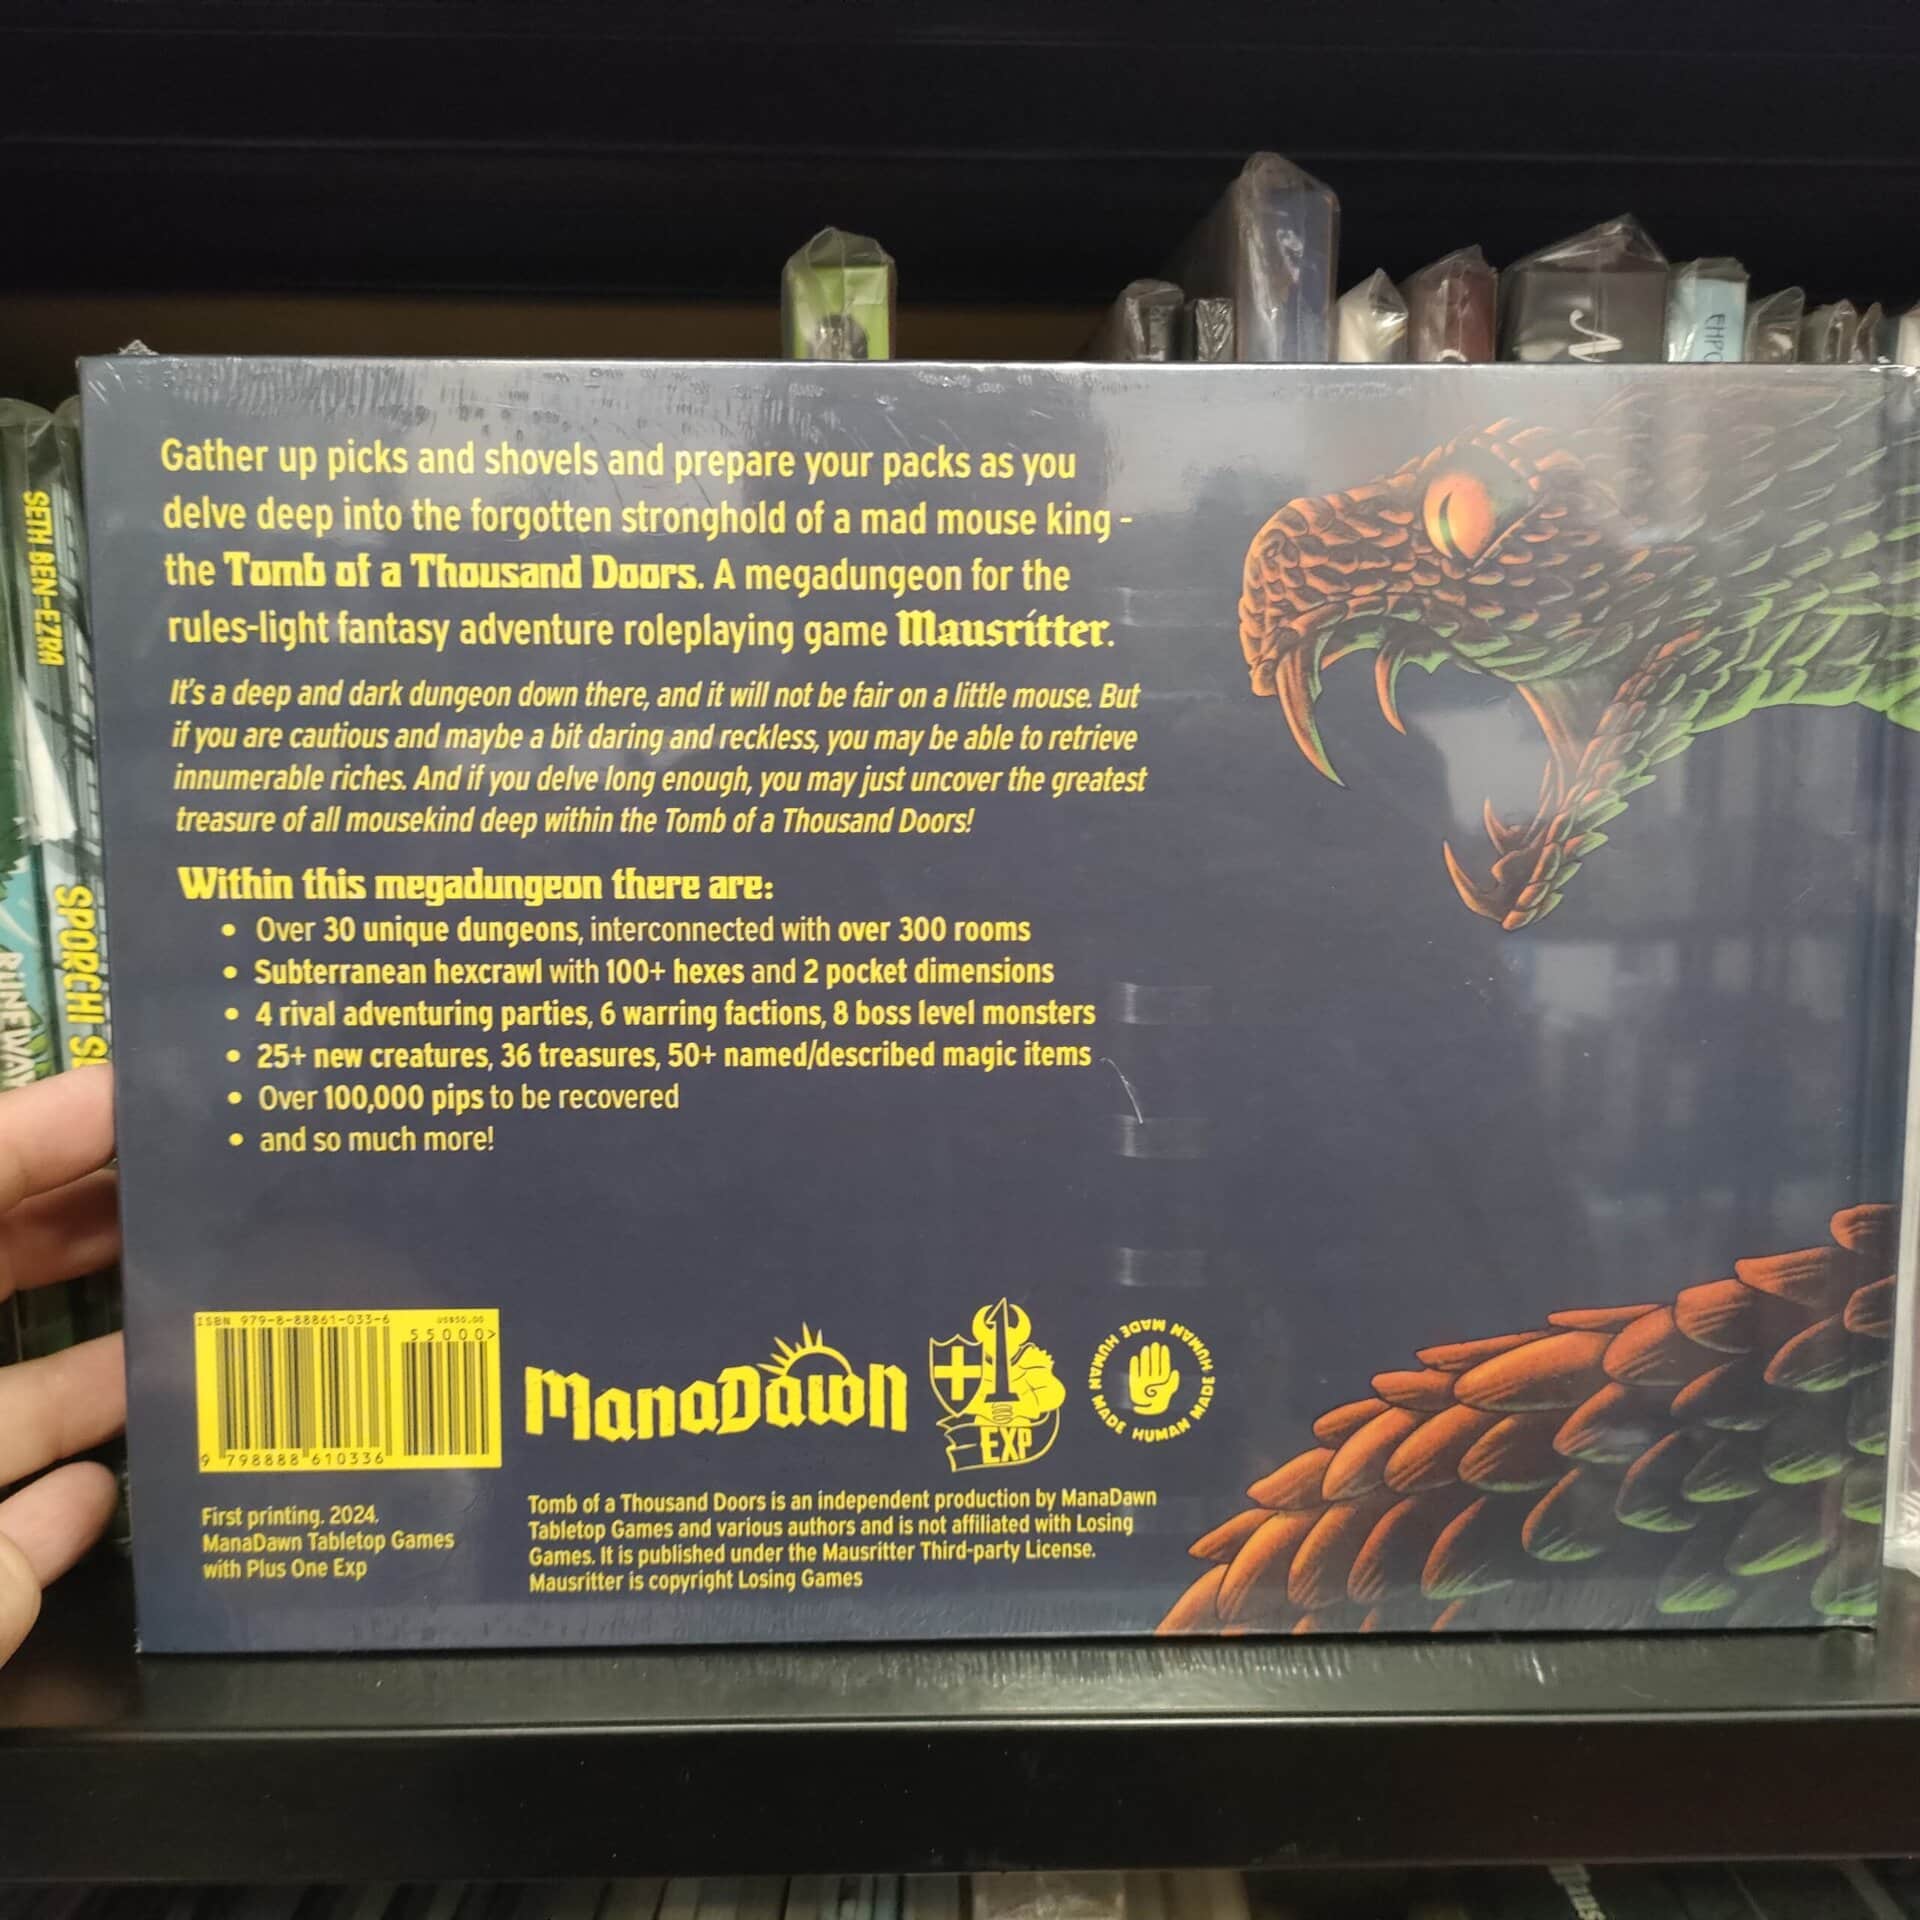 Gather up picks and shovels and prepare your packs as you
delve deep into the forgotten stronghold of a mad mouse king -
the Tomb of a Thousand Doors. A megadungeon for the
rules-light fantasy adventure roleplaying game Mausritter.
It's a deep and dark dungeon down there, and it will not be fair on a little mouse. But
if you are cautious and maybe a bit daring and reckless, you may be able to retrieve
innumerable riches. And if you delve long enough, you may just uncover the greatest
treasure of all mousekind deep within the Tomb of a Thousand Doors!
Within this megadungeon there are:
• Over 30 unique dungeons, interconnected with over 300 rooms
• Subterranean hexcrawl with 100+ hexes and 2 pocket dimensions
• 4 rival adventuring parties, 6 warring factions, 8 boss level monsters
• 25+ new creatures, 36 treasures, 50+ named/described magic items
• Over 100,000 pips to be recovered
• and so much more!
ISBN 979-8-88861-033-6
US$50.00
55000>
9 798888 610336
ManaDawn
+1
EXP
HUMAN MADE HUMAN MADE HUMAN MADE
First printing. 2024.
ManaDawn Tabletop Games
with Plus One Exp
Tomb of a Thousand Doors is an independent production by ManaDawn
Tabletop Games and various authors and is not affiliated with Losing
Games. It is published under the Mausritter Third-party License.
Mausritter is copyright Losing Games
SETH BEN-EZRA